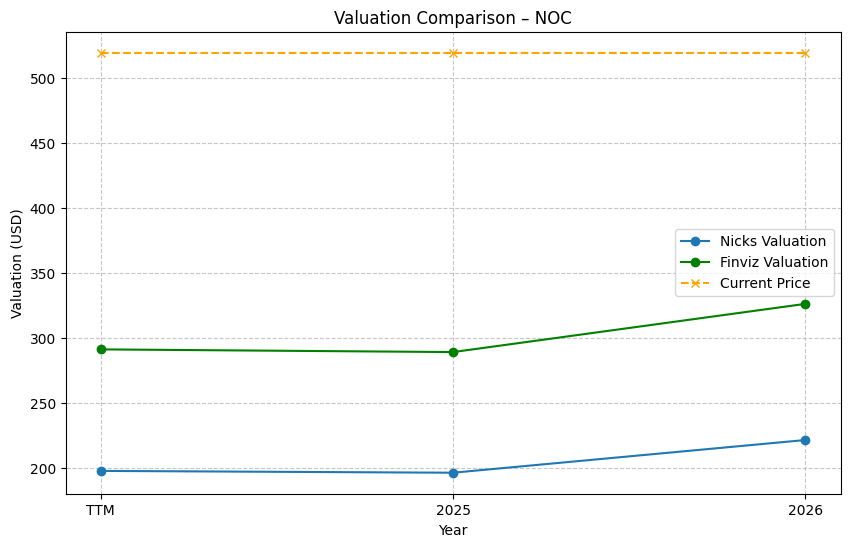 Valuation Comparison – NOC
Valuation (USD)
500
450
400
350
300
250
200
Nicks Valuation
Finviz Valuation
Current Price
TTM
2025
2026
Year